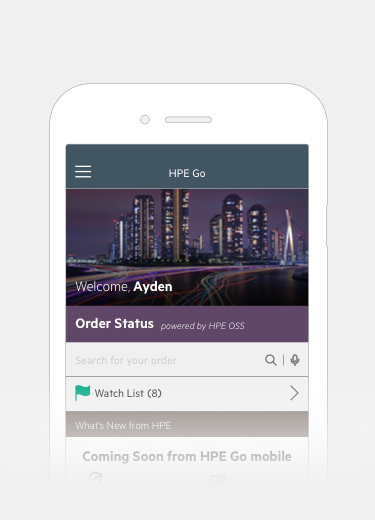 HPE Go
Welcome, Ayden
Order Status powered by HPE OSS
Search for your order
Watch List (8)
What's New from HPE
Coming Soon from HPE Go mobile